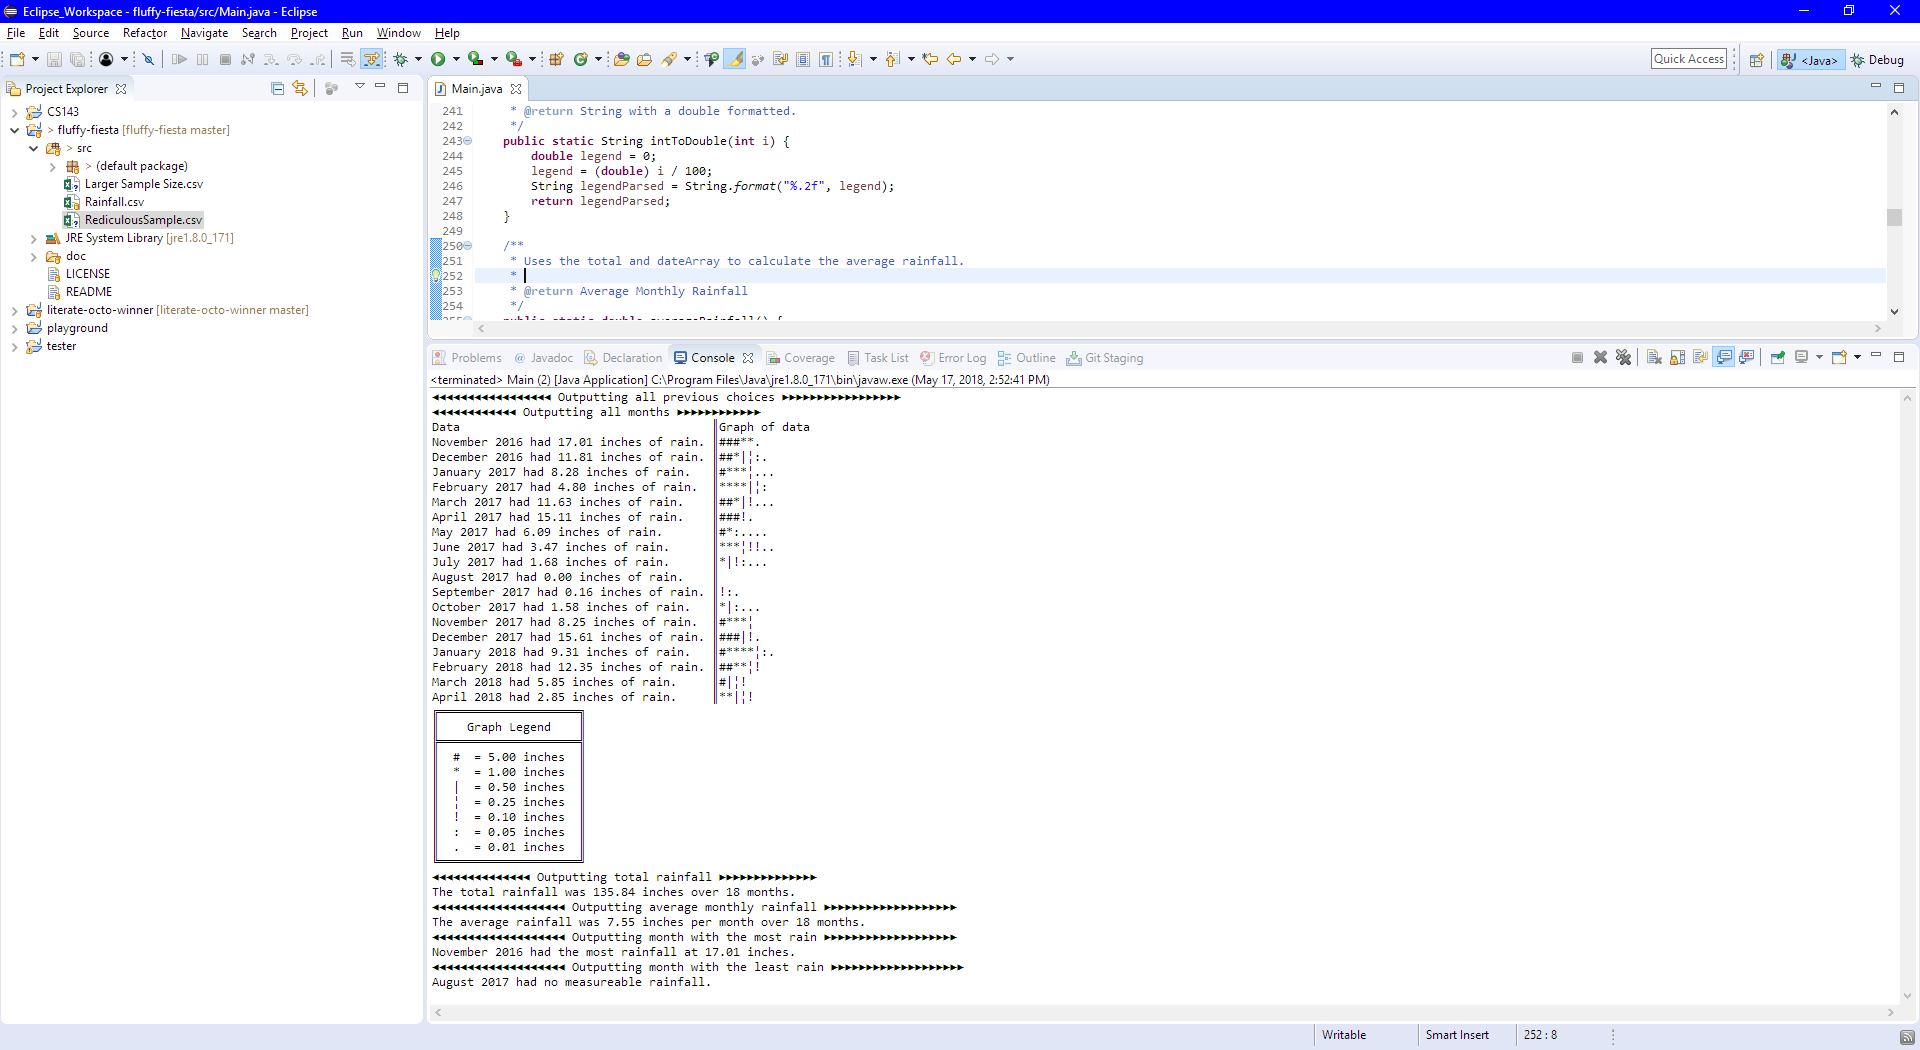 Eclipse_Workspace - fluffy-fiesta/src/Main.java - Eclipse
File Edit Source Refactor Navigate Search Project Run Window Help
Quick Access <Java> Debug
Project Explorer
CS143
> fluffy-fiesta [fluffy-fiesta master]
> src
> (default package)
Larger Sample Size.csv
Rainfall.csv
RediculousSample.csv
JRE System Library [jre1.8.0_171]
doc
LICENSE
README
literate-octo-winner [literate-octo-winner master]
playground
tester
Main.java
241 * @return String with a double formatted.
242 */
243 public static String intToDouble(int i) {
244 double legend = 0;
245 legend = (double) i / 100;
246 String legendParsed = String.format("%.2f", legend);
247 return legendParsed;
248 }
249
250 /**
251 * Uses the total and dateArray to calculate the average rainfall.
252 *
253 * @return Average Monthly Rainfall
254 */
255 public static double averageRainfall() {
Problems Javadoc Declaration Console Coverage Task List Error Log Outline Git Staging
<terminated> Main (2) [Java Application] C:\Program Files\Java\jre1.8.0_171\bin\javaw.exe (May 17, 2018, 2:52:41 PM)
◄◄◄◄◄◄◄◄◄◄◄◄◄◄◄◄◄ Outputting all previous choices ►►►►►►►►►►►►►►►►►
◄◄◄◄◄◄◄◄◄◄◄◄ Outputting all months ►►►►►►►►►►►►
Data ║Graph of data
November 2016 had 17.01 inches of rain. ║###**.
December 2016 had 11.81 inches of rain. ║##*|¦:.
January 2017 had 8.28 inches of rain. ║#***¦...
February 2017 had 4.80 inches of rain. ║****|¦:
March 2017 had 11.63 inches of rain. ║##*|!...
April 2017 had 15.11 inches of rain. ║###!.
May 2017 had 6.09 inches of rain. ║#*:....
June 2017 had 3.47 inches of rain. ║***¦!!..
July 2017 had 1.68 inches of rain. ║*|!:...
August 2017 had 0.00 inches of rain. ║
September 2017 had 0.16 inches of rain. ║!:.
October 2017 had 1.58 inches of rain. ║*|:...
November 2017 had 8.25 inches of rain. ║#***¦
December 2017 had 15.61 inches of rain. ║###|!.
January 2018 had 9.31 inches of rain. ║#****¦:.
February 2018 had 12.35 inches of rain. ║##**¦!
March 2018 had 5.85 inches of rain. ║#|¦!
April 2018 had 2.85 inches of rain. ║**|¦!
Graph Legend
# = 5.00 inches
* = 1.00 inches
| = 0.50 inches
¦ = 0.25 inches
! = 0.10 inches
: = 0.05 inches
. = 0.01 inches
◄◄◄◄◄◄◄◄◄◄◄◄◄◄ Outputting total rainfall ►►►►►►►►►►►►►►
The total rainfall was 135.84 inches over 18 months.
◄◄◄◄◄◄◄◄◄◄◄◄◄◄◄◄◄◄◄ Outputting average monthly rainfall ►►►►►►►►►►►►►►►►►►►
The average rainfall was 7.55 inches per month over 18 months.
◄◄◄◄◄◄◄◄◄◄◄◄◄◄◄◄◄◄◄ Outputting month with the most rain ►►►►►►►►►►►►►►►►►►►
November 2016 had the most rainfall at 17.01 inches.
◄◄◄◄◄◄◄◄◄◄◄◄◄◄◄◄◄◄◄ Outputting month with the least rain ►►►►►►►►►►►►►►►►►►►
August 2017 had no measureable rainfall.
Writable Smart Insert 252 : 8